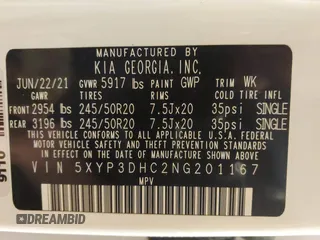 MFD BY
KIA GEORGIA, INC.
JUN/22/21 GVWR 5917 lbs PAINT GWP TRIM WK
GAWR TIRE RIMS COLD TIRE INFL
FRONT 2954 lbs 245/50R20 7.5Jx20 35psi SINGLE
REAR 3196 lbs 245/50R20 7.5Jx20 35psi SINGLE
THIS VEHICLE CONFORMS TO ALL APPLICABLE U.S.A. FEDERAL
MOTOR VEHICLE SAFETY AND THEFT PREVENTION STANDARDS
IN EFFECT ON THE DATE OF MANUFACTURE SHOWN ABOVE.
VIN 5XYP3DHC2NG201167
MPV
DREAMBID